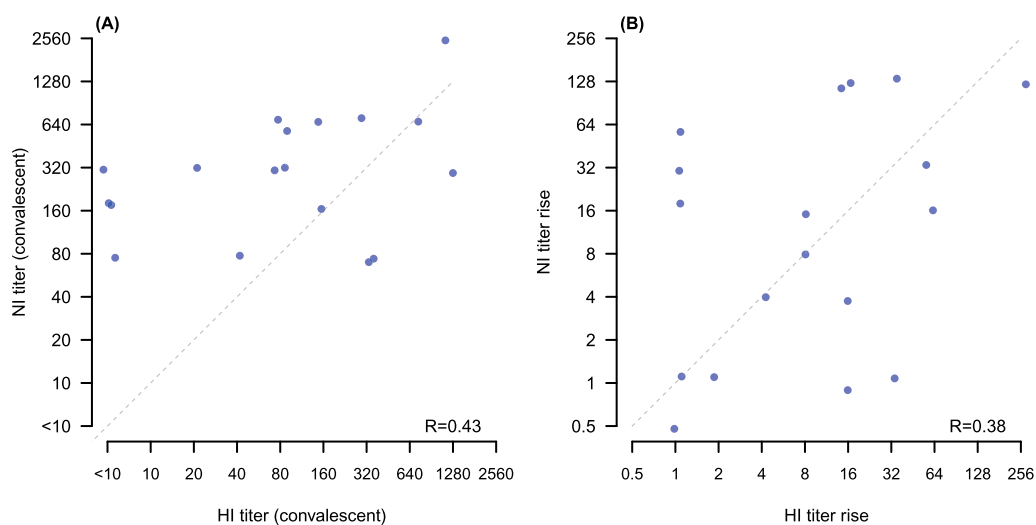 (A)
NI titer (convalescent)
2560
1280
640
320
160
80
40
20
10
<10
R=0.43
<10 10 20 40 80 160 320 640 1280 2560
HI titer (convalescent)
(B)
NI titer rise
256
128
64
32
16
8
4
2
1
0.5
R=0.38
0.5 1 2 4 8 16 32 64 128 256
HI titer rise